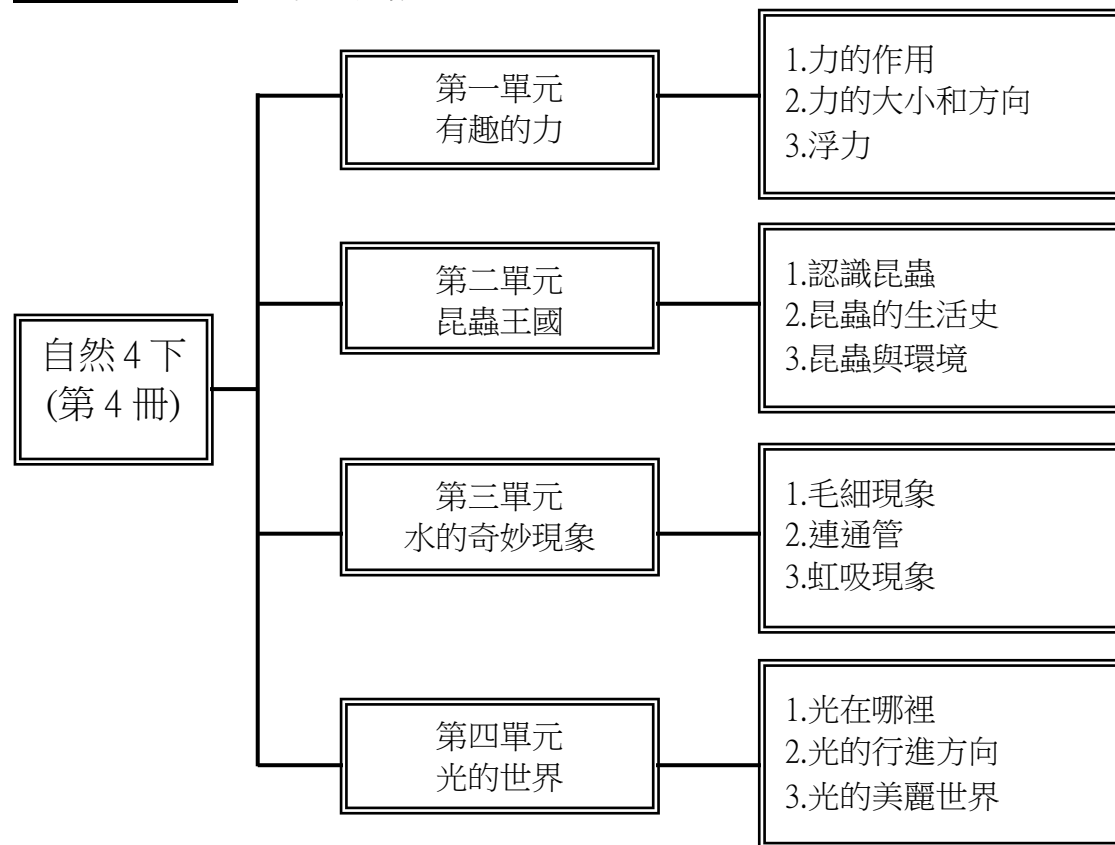 自然 4 下
(第 4 冊)
第一單元
有趣的力
1.力的作用
2.力的大小和方向
3.浮力
第二單元
昆蟲王國
1.認識昆蟲
2.昆蟲的生活史
3.昆蟲與環境
第三單元
水的奇妙現象
1.毛細現象
2.連通管
3.虹吸現象
第四單元
光的世界
1.光在哪裡
2.光的行進方向
3.光的美麗世界